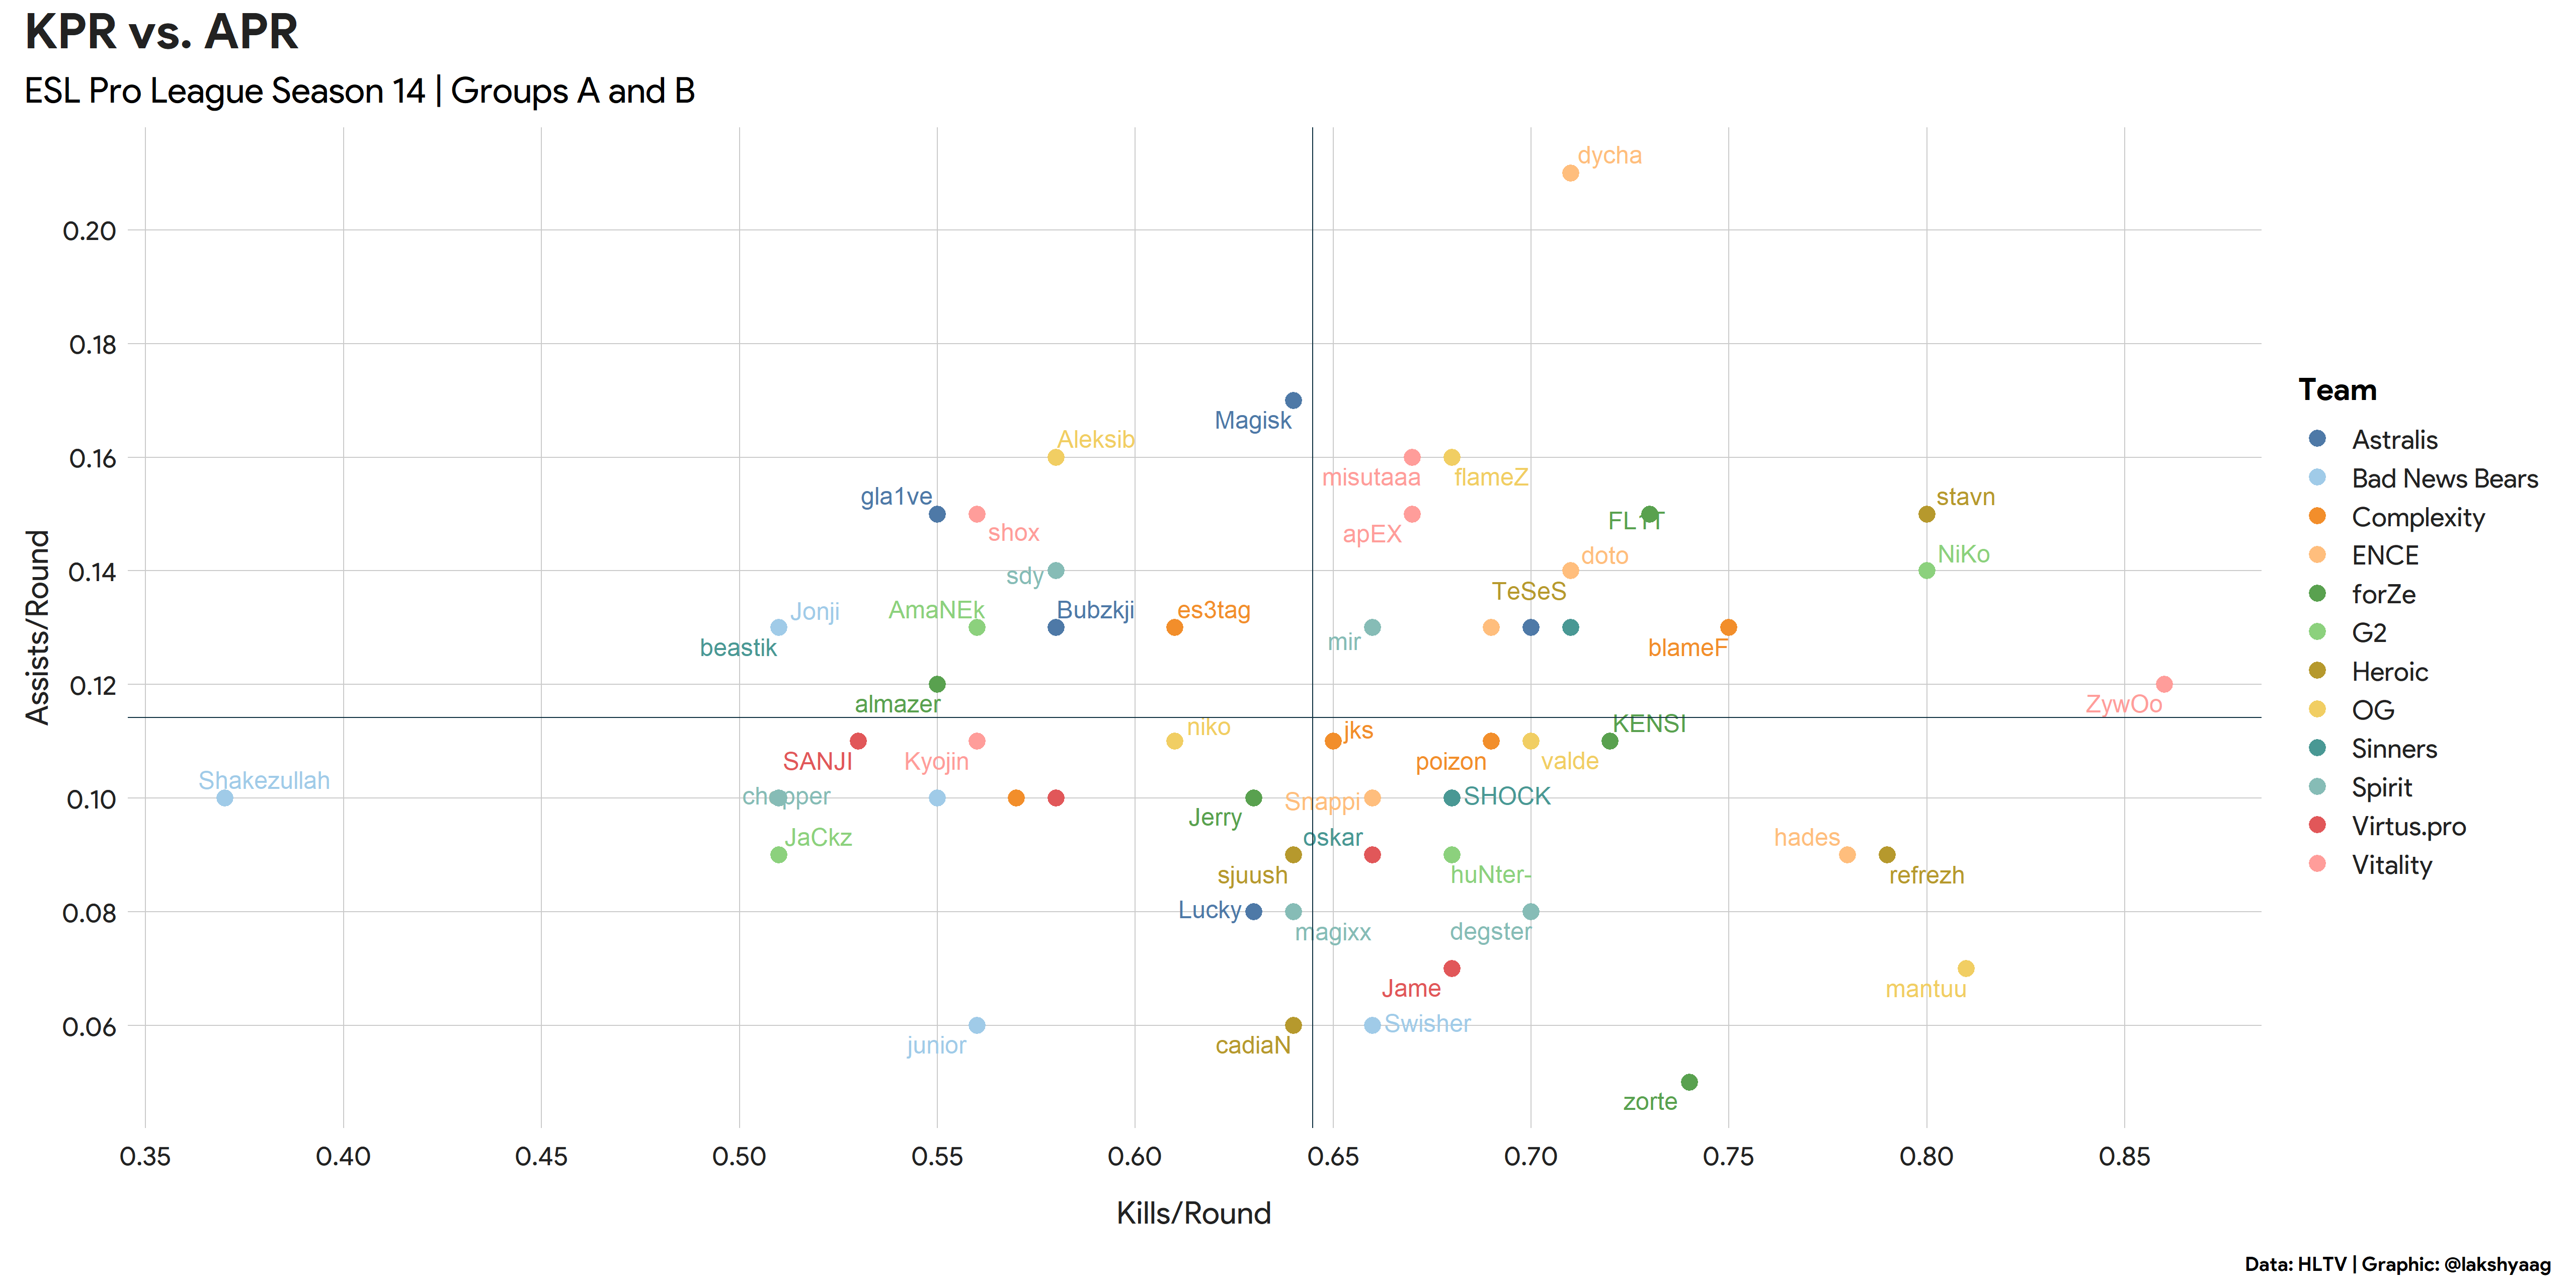 KPR vs. APR
ESL Pro League Season 14 | Groups A and B
dycha
0.20
0.18
Magisk
Aleksib
0.16
misutaaa
flameZ
gla1ve
stavn
shox
FL1T
apEX
doto
NiKo
0.14
sdy
TeSeS
Jonji
AmaNEk
Bubzkji
es3tag
mir
beastik
blameF
0.12
almazer
ZywOo
niko
jks
KENSI
SANJI
Kyojin
poizon
valde
Shakezullah
0.10
chopper
Snappi
SHOCK
Jerry
JaCkz
oskar
hades
sjuush
huNter-
refrezh
0.08
Lucky
magixx
degster
Jame
mantuu
0.06
Swisher
junior
cadiaN
zorte
Assists/Round
0.35 0.40 0.45 0.50 0.55 0.60 0.65 0.70 0.75 0.80 0.85
Kills/Round
Team
Astralis
Bad News Bears
Complexity
ENCE
forZe
G2
Heroic
OG
Sinners
Spirit
Virtus.pro
Vitality
Data: HLTV | Graphic: @lakshyaag